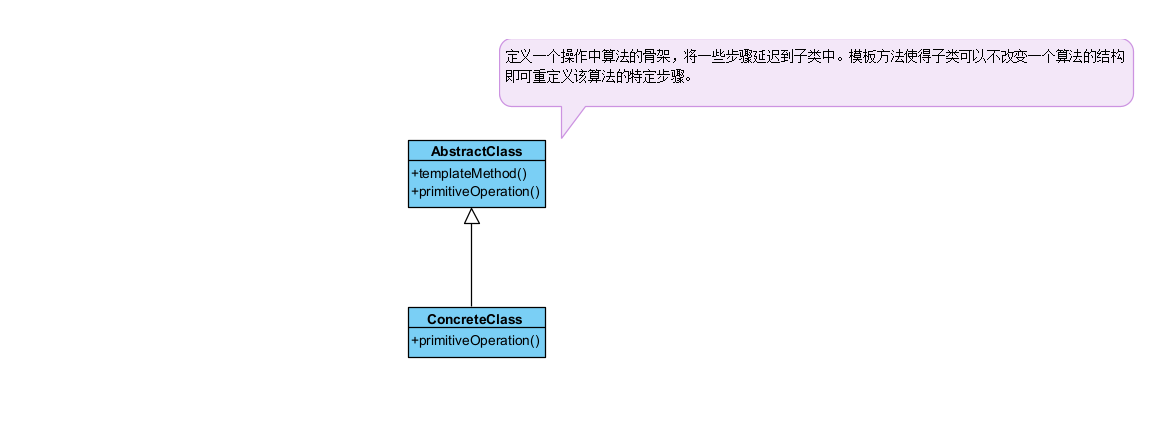 定义一个操作中算法的骨架，将一些步骤延迟到子类中。模板方法使得子类可以不改变一个算法的结构
即可重定义该算法的特定步骤。
AbstractClass
+templateMethod()
+primitiveOperation()
ConcreteClass
+primitiveOperation()